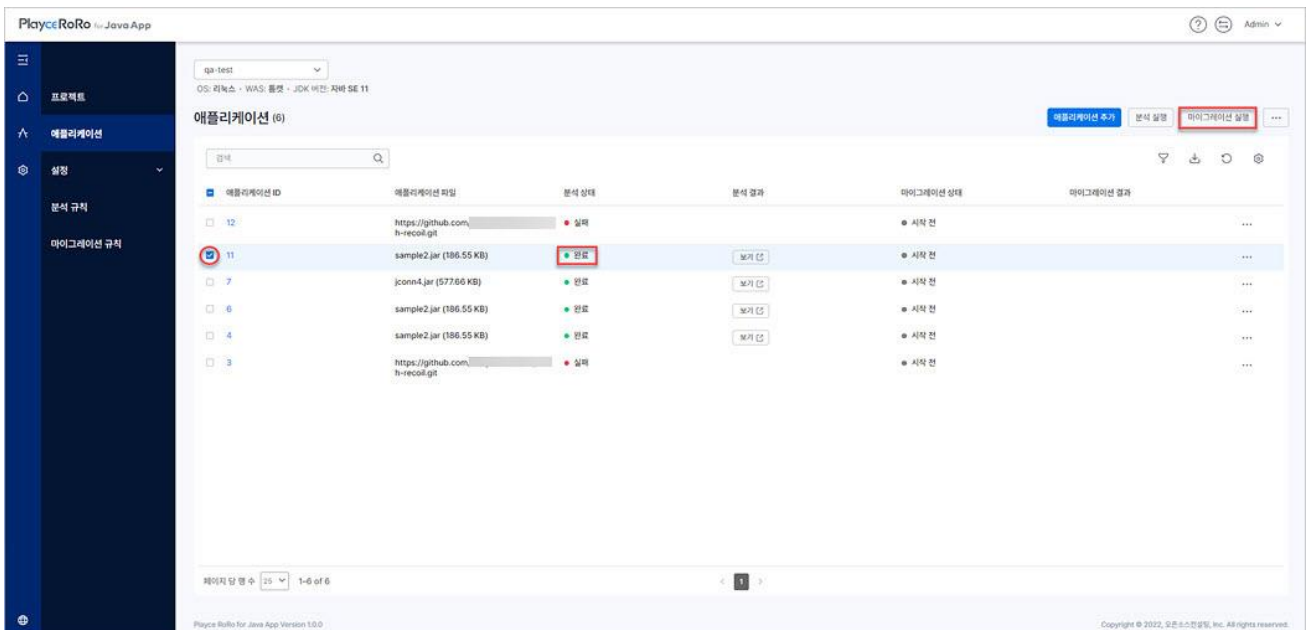 PlayceRoRo for Java App
Admin
qa-test
OS: 리눅스 · WAS: 톰캣 · JDK 버전: 자바 SE 11
프로젝트
애플리케이션
설정
분석 규칙
마이그레이션 규칙
애플리케이션 (6)
애플리케이션 추가 분석 실행 마이그레이션 실행 ...
검색
애플리케이션 ID 애플리케이션 파일 분석 상태 분석 결과 마이그레이션 상태 마이그레이션 결과
12 https://github.com/ 실패 시작 전 ...
h-recoil.git
11 sample2.jar (186.55 KB) 완료 보기 시작 전 ...
7 jconn4.jar (577.66 KB) 완료 보기 시작 전 ...
6 sample2.jar (186.55 KB) 완료 보기 시작 전 ...
4 sample2.jar (186.55 KB) 완료 보기 시작 전 ...
3 https://github.com/ 실패 시작 전 ...
h-recoil.git
페이지 당 행 수 25 1-6 of 6 < 1 >
Playce RoRo for Java App Version 1.0.0
Copyright © 2022, 오픈소스컨설팅, Inc. All rights reserved.